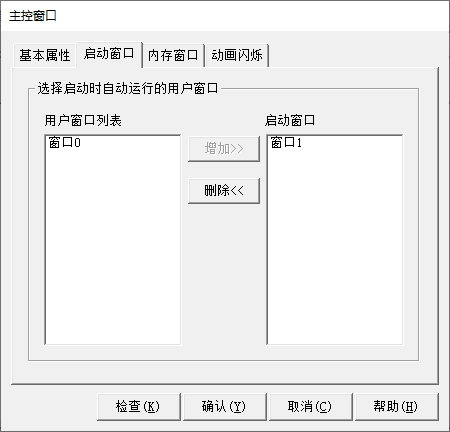 主控窗口
基本属性 启动窗口 内存窗口 动画闪烁
选择启动时自动运行的用户窗口
用户窗口列表 启动窗口
窗口0 增加>> 窗口1
删除<<
检查(K) 确认(Y) 取消(C) 帮助(H)